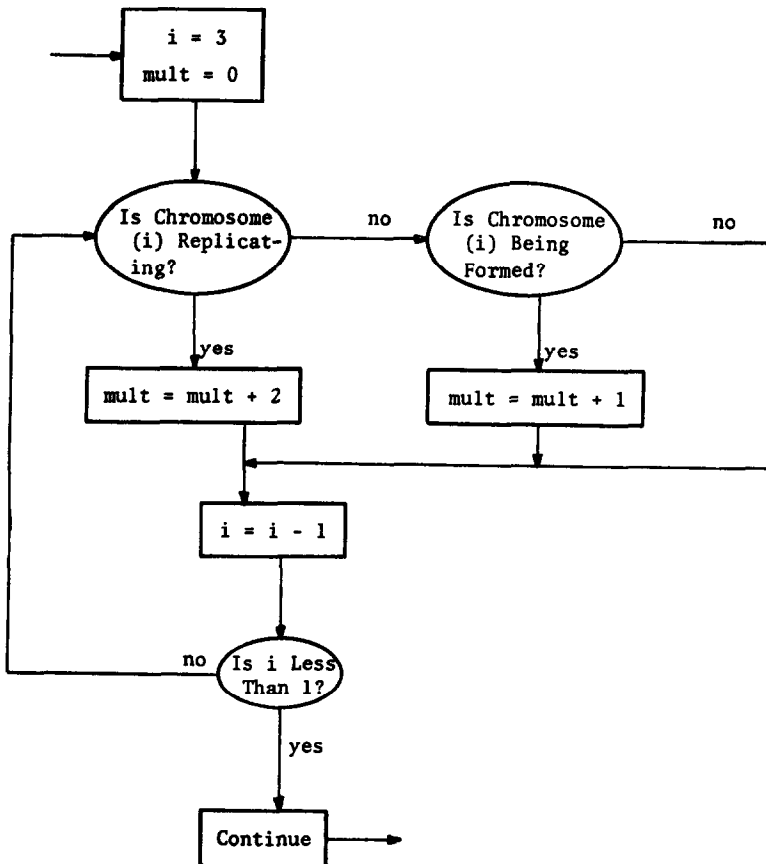 i = 3
mult = 0
Is Chromosome
(i) Replicat-
ing?
no
Is Chromosome
(i) Being
Formed?
no
yes
yes
mult = mult + 2
mult = mult + 1
i = i - 1
no
Is i Less
Than 1?
yes
Continue